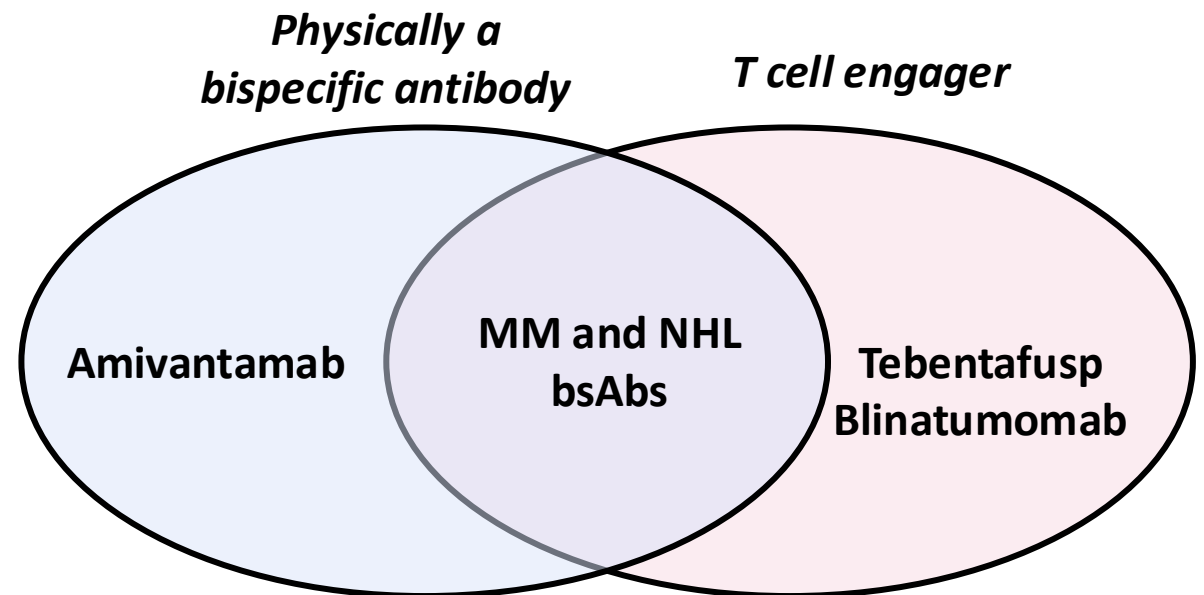 Physically a
bispecific antibody
T cell engager
Amivantamab
MM and NHL
bsAbs
Tebentafusp
Blinatumomab